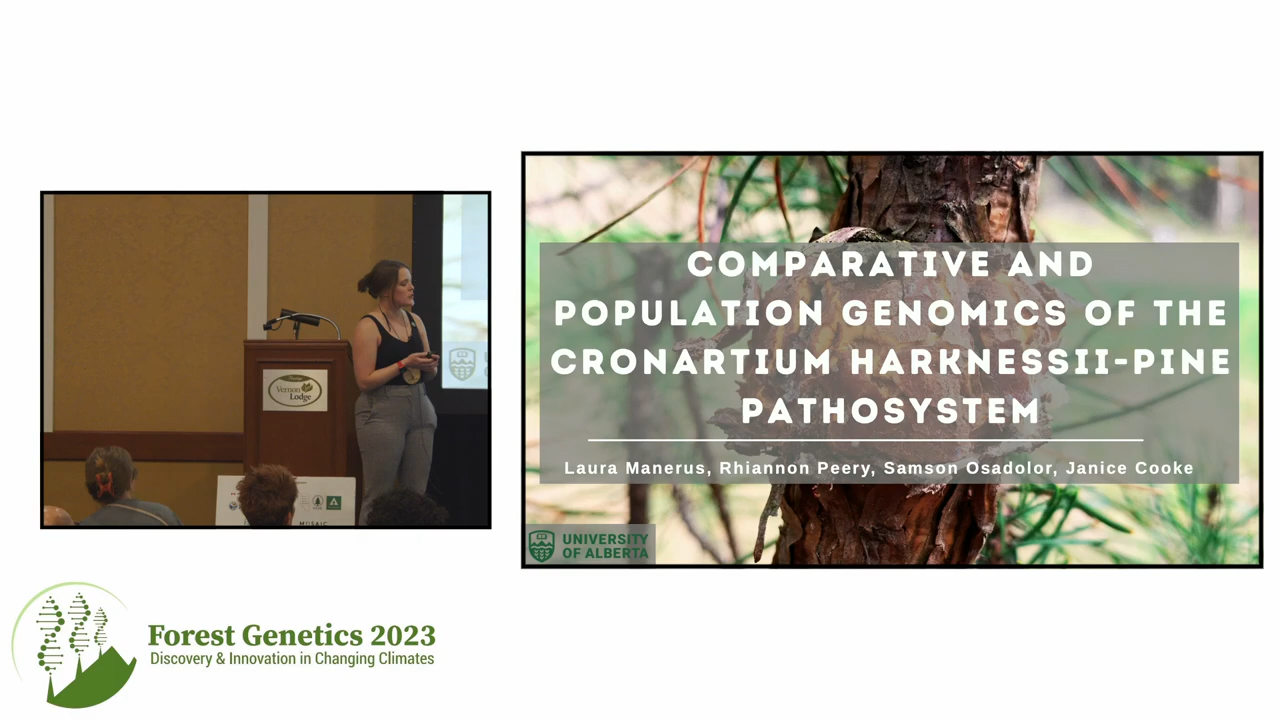 COMPARATIVE AND
POPULATION GENOMICS OF THE
CRONARTIUM HARKNESSII-PINE
PATHOSYSTEM
Laura Manerus, Rhiannon Peery, Samson Osadolor, Janice Cooke
UNIVERSITY
OF ALBERTA
Vernon
Lodge
MOSAIC
Forest Genetics 2023
Discovery & Innovation in Changing Climates